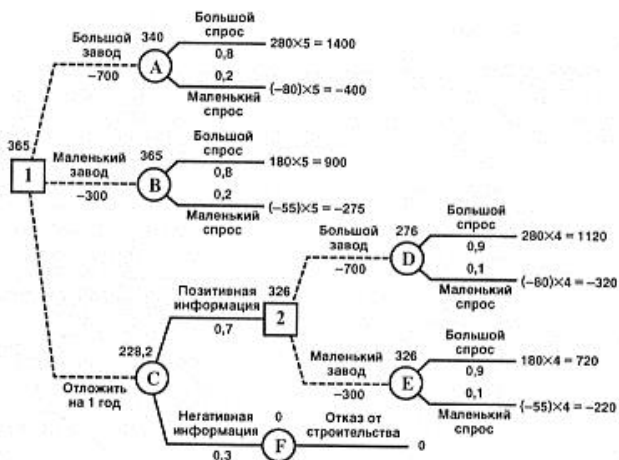 340
Большой
завод
−700
A
Большой
спрос
0,8
280×5 = 1400
0,2
Маленький
спрос
(−80)×5 = −400
365
1
Маленький
завод
−300
365
B
Большой
спрос
0,8
180×5 = 900
0,2
Маленький
спрос
(−55)×5 = −275
Отложить
на 1 год
228,2
C
Позитивная
информация
0,7
326
2
Большой
завод
−700
276
D
Большой
спрос
0,9
280×4 = 1120
0,1
Маленький
спрос
(−80)×4 = −320
Маленький
завод
−300
326
E
Большой
спрос
0,9
180×4 = 720
0,1
Маленький
спрос
(−55)×4 = −220
Негативная
информация
0,3
0
F
Отказ от
строительства
0